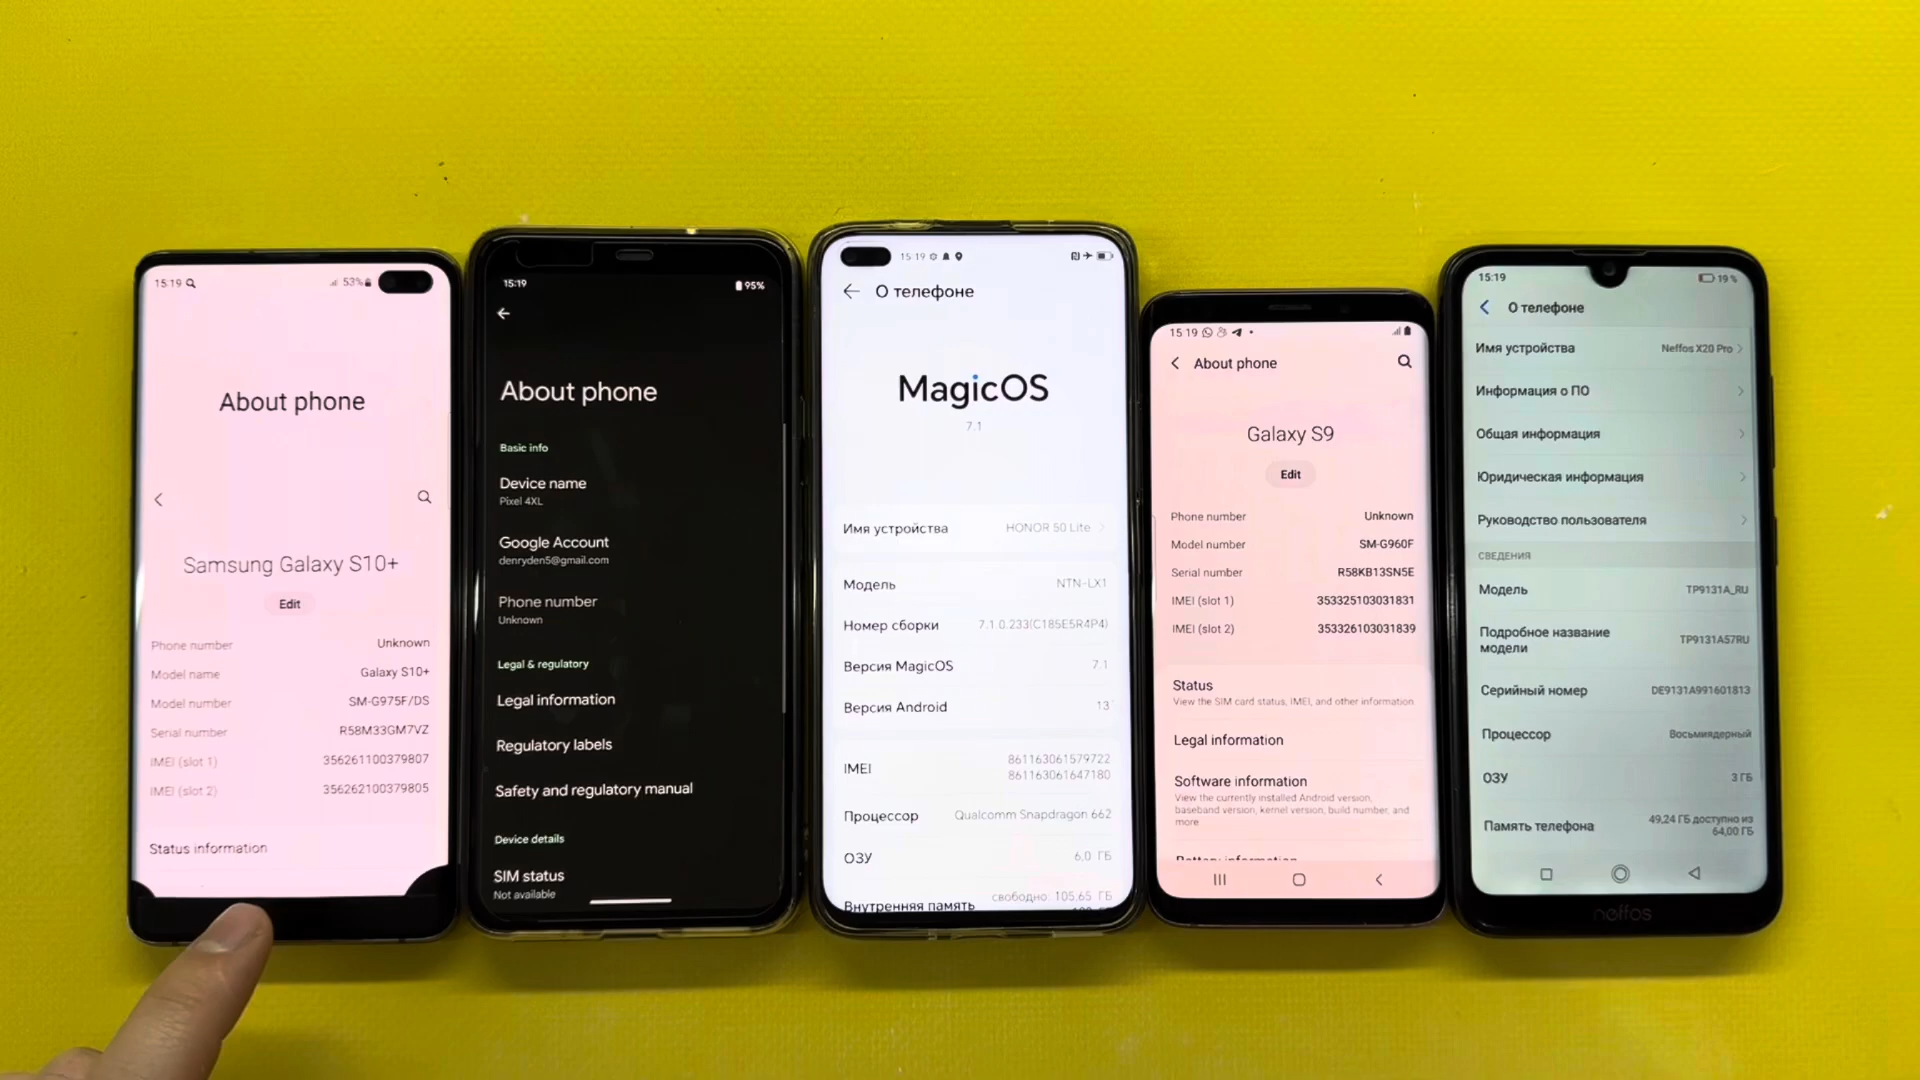 15:19
53%
About phone
Samsung Galaxy S10+
Edit
Phone number Unknown
Model name Galaxy S10+
Model number SM-G975F/DS
Serial number R58M33GM7VZ
IMEI (slot 1) 356261100379807
IMEI (slot 2) 356262100379805
Status information
15:19
95%
About phone
Basic info
Device name
Pixel 4XL
Google Account
denryden5@gmail.com
Phone number
Unknown
Legal & regulatory
Legal information
Regulatory labels
Safety and regulatory manual
Device details
SIM status
Not available
15:19
О телефоне
MagicOS
7.1
Имя устройства HONOR 50 Lite
Модель NTN-LX1
Номер сборки 7.1.0.233(C185E5R4P4)
Версия MagicOS 7.1
Версия Android 13
IMEI 861163061579722
861163061647180
Процессор Qualcomm Snapdragon 662
ОЗУ 6,0 ГБ
Внутренняя память свободно: 105,65 ГБ
15:19
About phone
Galaxy S9
Edit
Phone number Unknown
Model number SM-G960F
Serial number R58KB13SN5E
IMEI (slot 1) 353325103031831
IMEI (slot 2) 353326103031839
Status
View the SIM card status, IMEI, and other information.
Legal information
Software information
View the currently installed Android version,
baseband version, kernel version, build number, and
more.
Battery information
15:19
19%
О телефоне
Имя устройства Neffos X20 Pro
Информация о ПО
Общая информация
Юридическая информация
Руководство пользователя
СВЕДЕНИЯ
Модель TP9131A_RU
Подробное название
модели TP9131A57RU
Серийный номер DE9131A991601813
Процессор Восьмиядерный
ОЗУ 3 ГБ
Память телефона 49,24 ГБ доступно из
64,00 ГБ
neffos